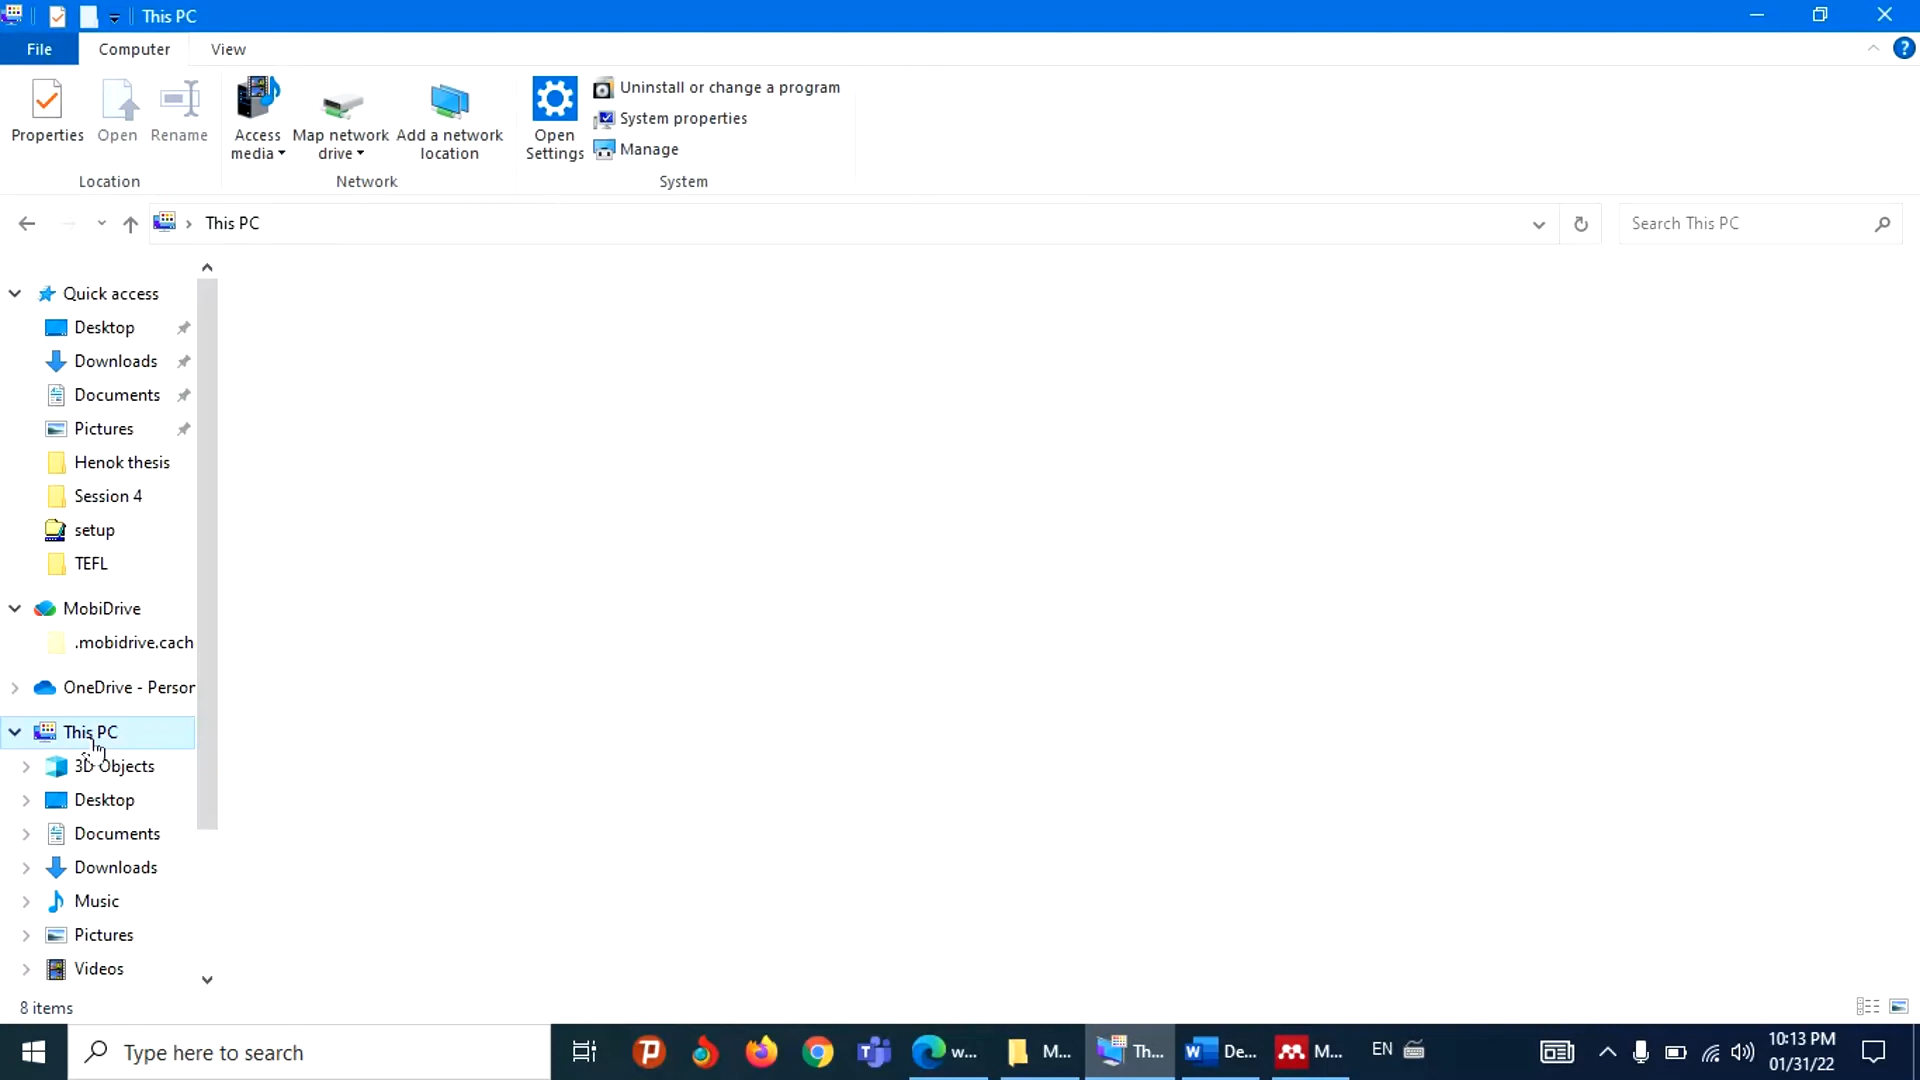 This PC
File
Computer
View
Properties
Open
Rename
Access
media
Map network
drive
Add a network
location
Open
Settings
Uninstall or change a program
System properties
Manage
Location
Network
System
This PC
Search This PC
Quick access
Desktop
Downloads
Documents
Pictures
Henok thesis
Session 4
setup
TEFL
MobiDrive
.mobidrive.cach
OneDrive - Person
This PC
3D Objects
Desktop
Documents
Downloads
Music
Pictures
Videos
8 items
Type here to search
w...
M...
Th...
De...
M...
EN
10:13 PM
01/31/22